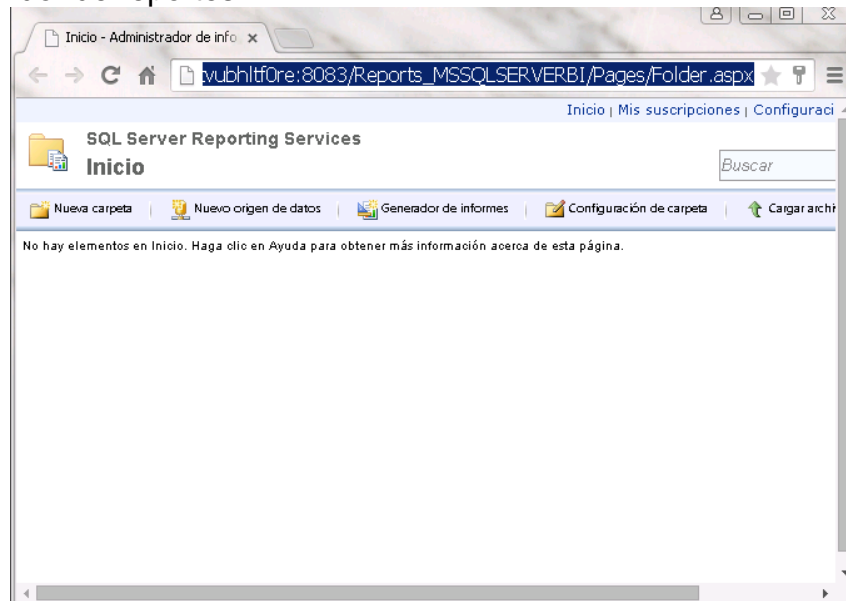 Inicio - Administrador de info
vubhltf0re:8083/Reports_MSSQLSERVERBI/Pages/Folder.aspx
Inicio | Mis suscripciones | Configuraci
SQL Server Reporting Services
Inicio
Buscar
Nueva carpeta | Nuevo origen de datos | Generador de informes | Configuración de carpeta | Cargar archi
No hay elementos en Inicio. Haga clic en Ayuda para obtener más información acerca de esta página.